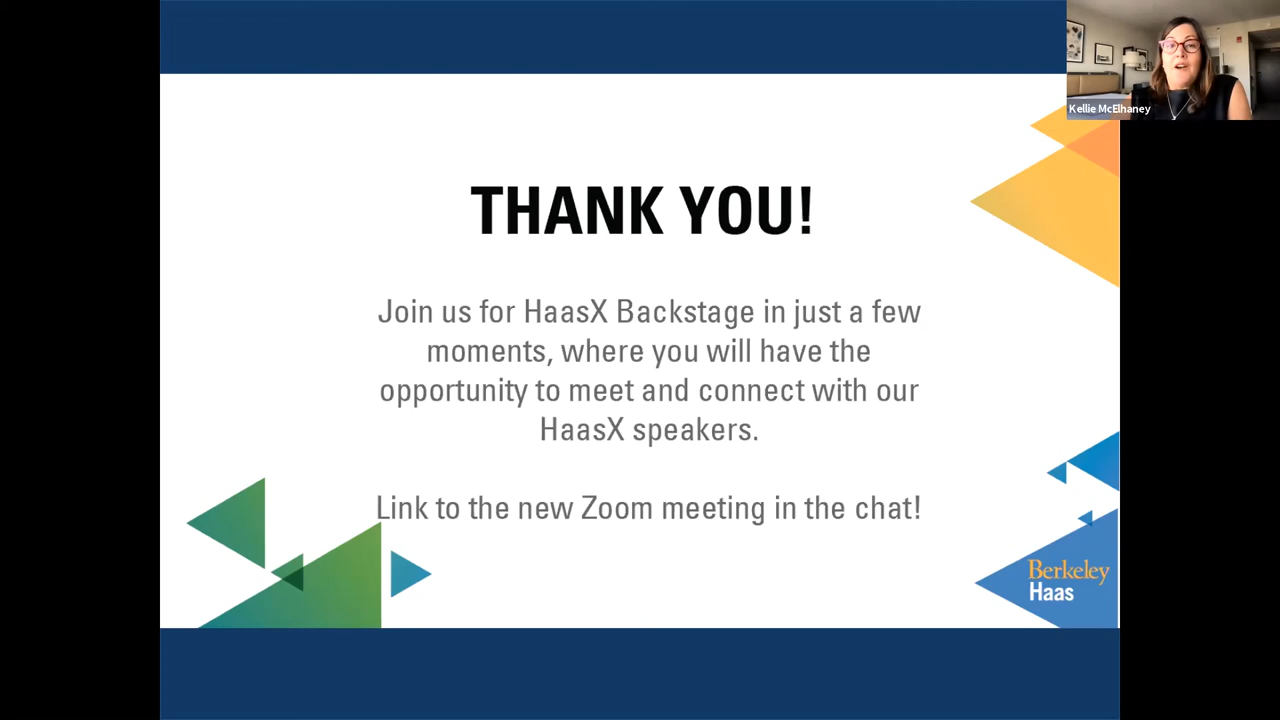 Kellie McElhaney
THANK YOU!
Join us for HaasX Backstage in just a few
moments, where you will have the
opportunity to meet and connect with our
HaasX speakers.
Link to the new Zoom meeting in the chat!
Berkeley
Haas